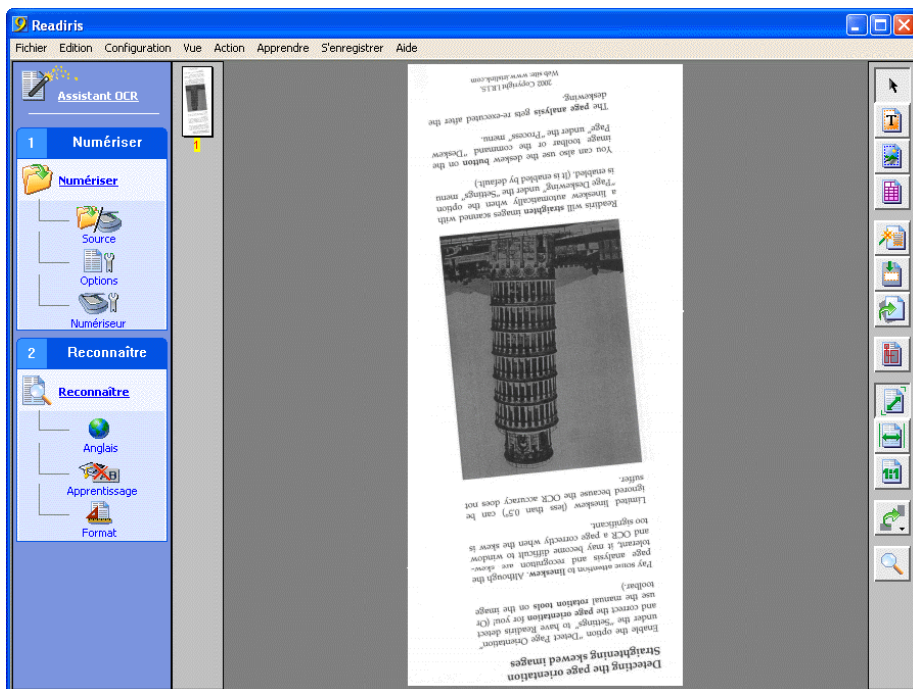 Readiris
Fichier Edition Configuration Vue Action Apprendre S'enregistrer Aide
Assistant OCR
1 Numériser
Numériser
Source
Options
Numériseur
2 Reconnaître
Reconnaître
Anglais
Apprentissage
Format
1
Detecting the page orientation
Straightening skewed images
Enable the option "Detect Page Orientation"
under the "Settings" to have Readiris detect
and correct the page orientation for you! (Or
use the manual rotation tools on the image
toolbar.)
Pay some attention to lineskew. Although the
page analysis and recognition are skew-
tolerant, it may become difficult to window
and OCR a page correctly when the skew is
too significant.
Limited lineskew (less than 0.5°) can be
ignored because the OCR accuracy does not
suffer.
Readiris will straighten images scanned with
a lineskew automatically when the option
"Page Deskewing" under the "Settings" menu
is enabled. (It is enabled by default.)
You can also use the deskew button on the
image toolbar or the command "Deskew
Page" under the "Process" menu.
The page analysis gets re-executed after the
deskewing.
2002 Copyright I.R.I.S.
Web site: www.irislink.com
T
1:1